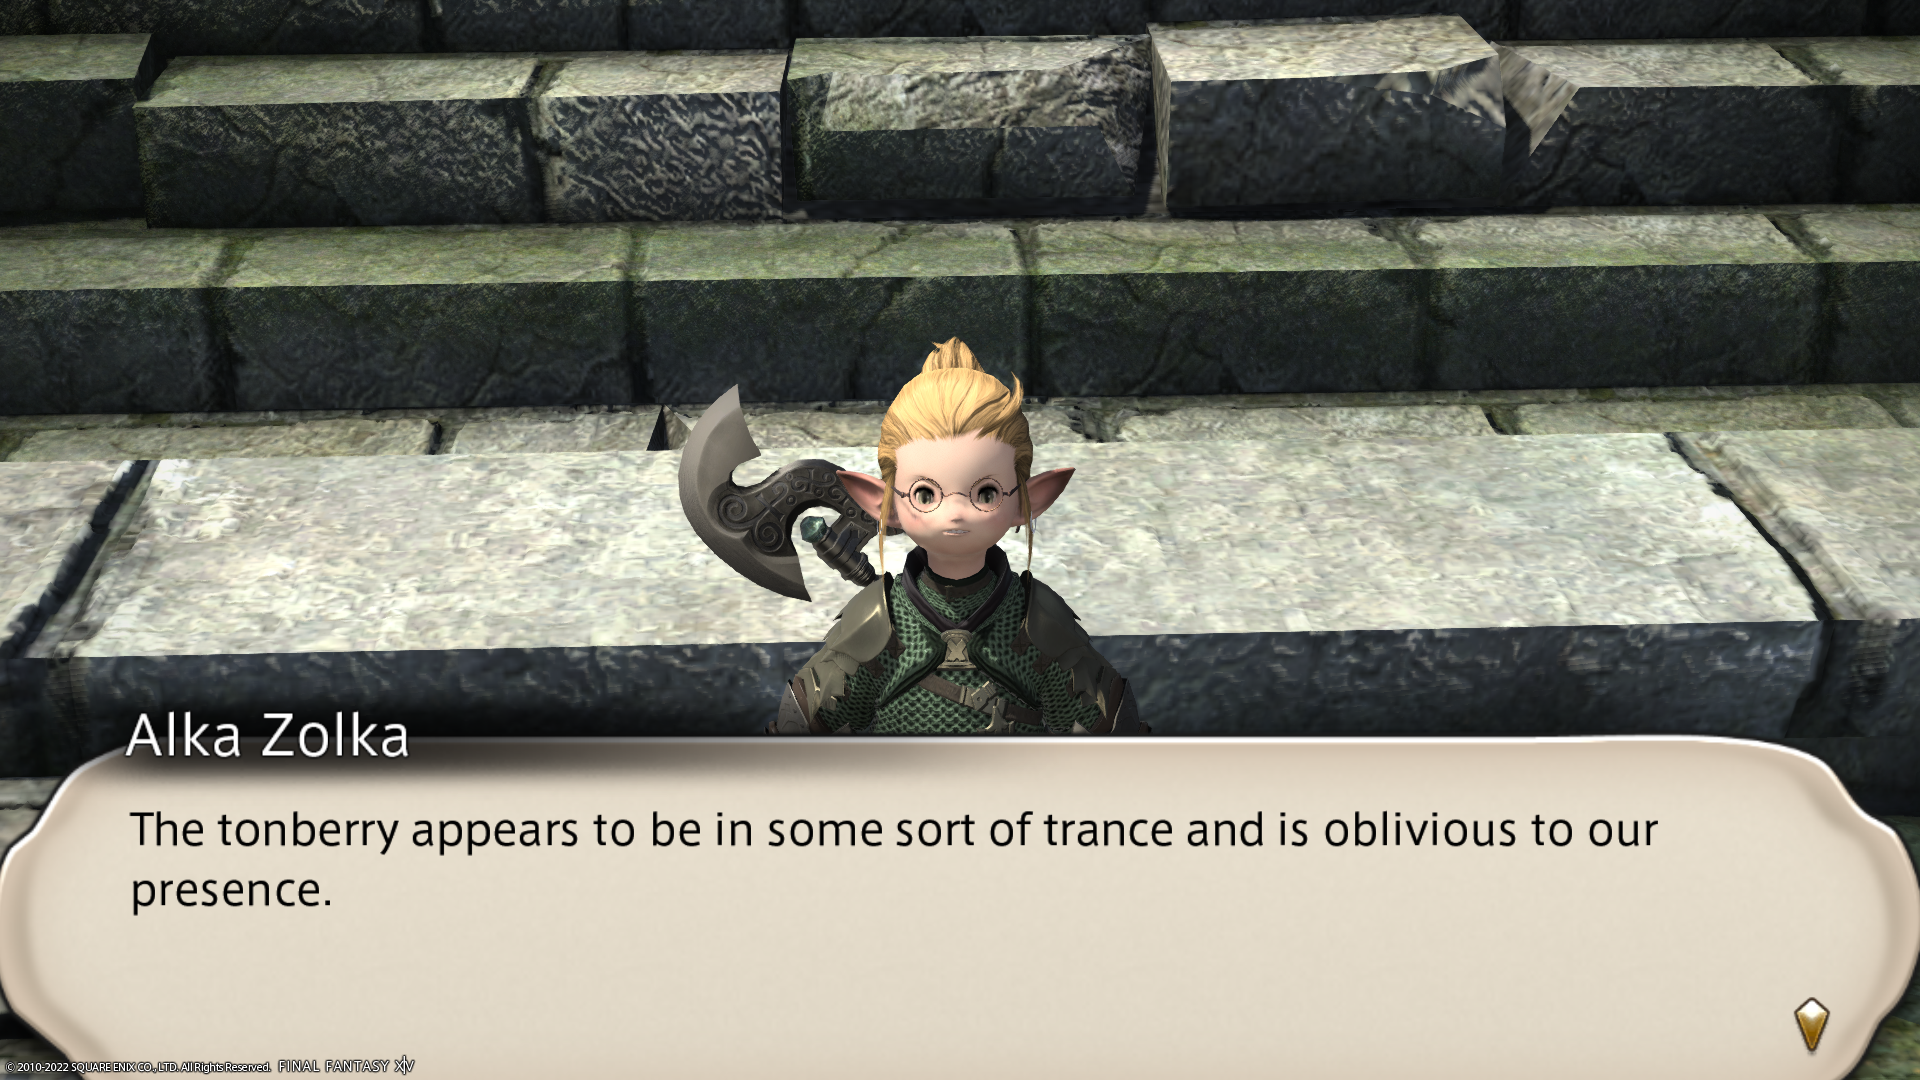 Alka Zolka
The tonberry appears to be in some sort of trance and is oblivious to our
presence.
© 2010-2022 SQUARE ENIX CO., LTD. All Rights Reserved. FINAL FANTASY XIV